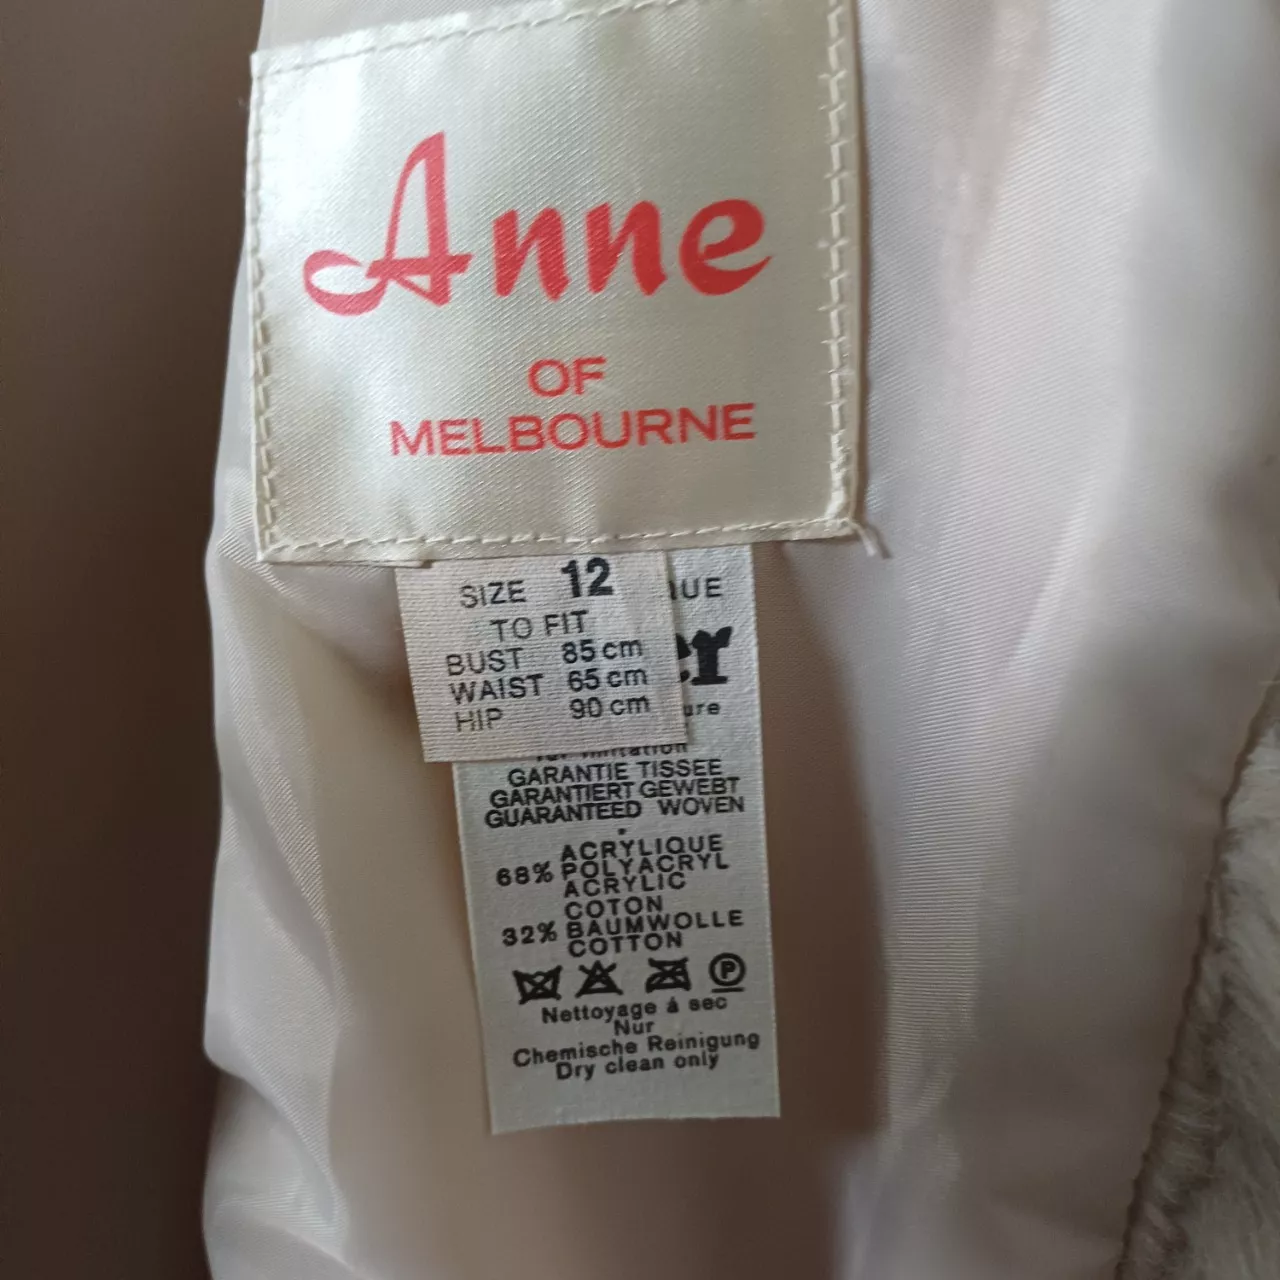 Anne
OF
MELBOURNE
SIZE 12
TO FIT
BUST 85 cm
WAIST 65 cm
HIP 90 cm
GARANTIE TISSEE
GARANTIERT GEWEBT
GUARANTEED WOVEN
ACRYLIQUE
68% POLYACRYL
ACRYLIC
COTON
32% BAUMWOLLE
COTTON
P
Nettoyage á sec
Nur
Chemische Reinigung
Dry clean only